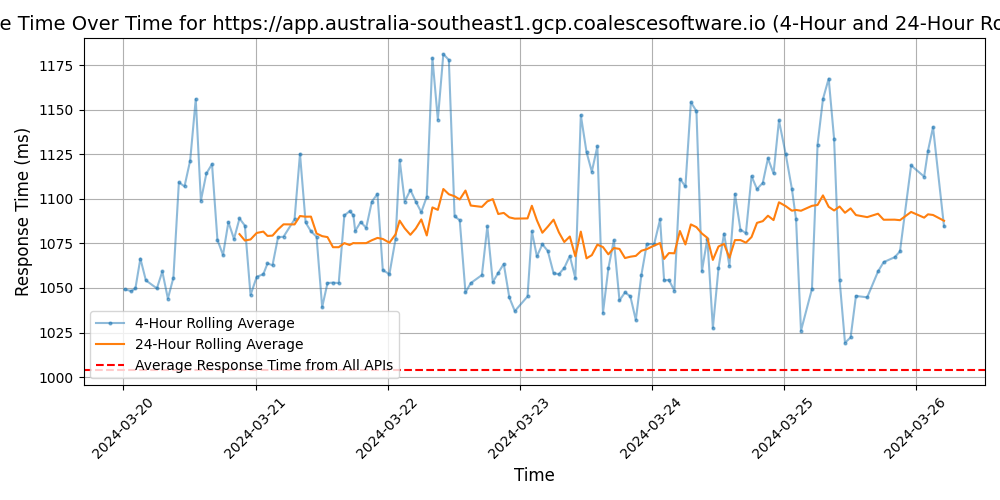 e Time Over Time for https://app.australia-southeast1.gcp.coalescesoftware.io (4-Hour and 24-Hour Ro
Response Time (ms)
1175
1150
1125
1100
1075
1050
1025
1000
4-Hour Rolling Average
24-Hour Rolling Average
Average Response Time from All APIs
2024-03-20
2024-03-21
2024-03-22
2024-03-23
2024-03-24
2024-03-25
2024-03-26
Time